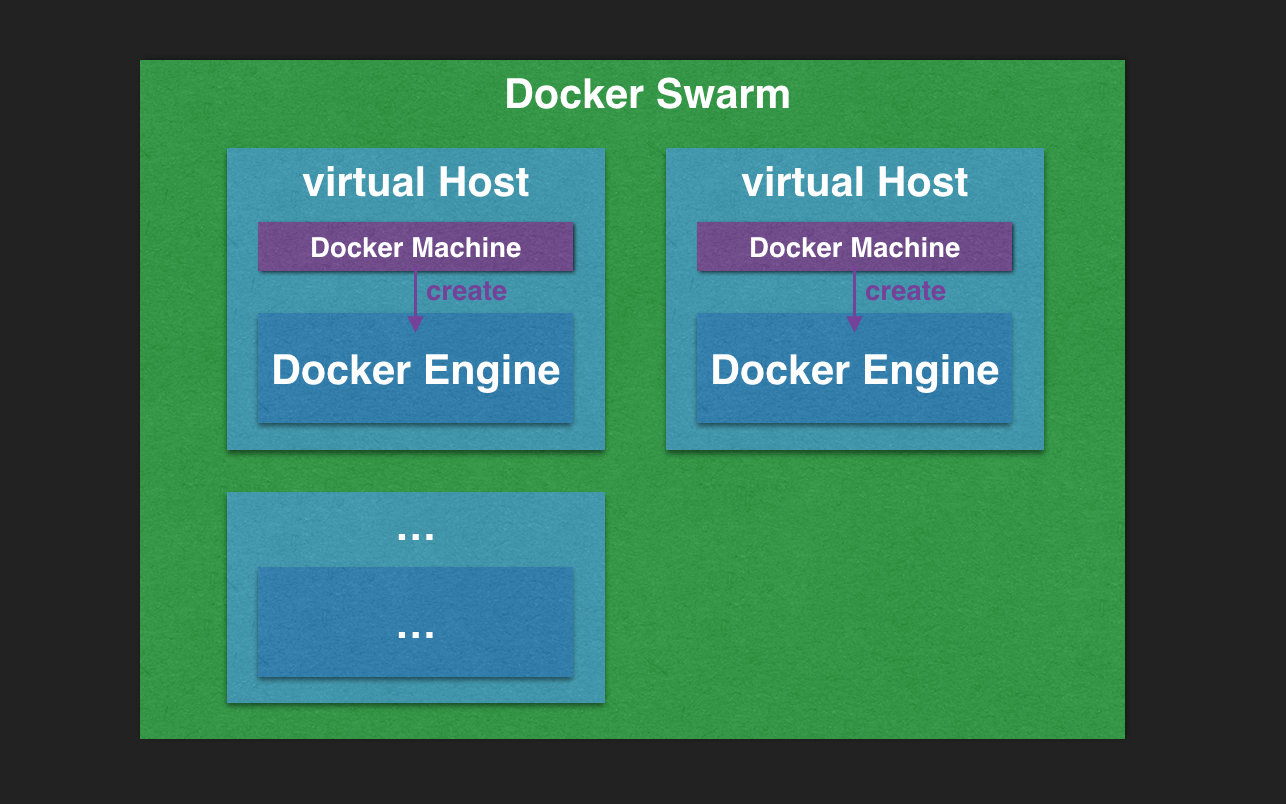 Docker Swarm
virtual Host
Docker Machine
create
Docker Engine
virtual Host
Docker Machine
create
Docker Engine
...
...